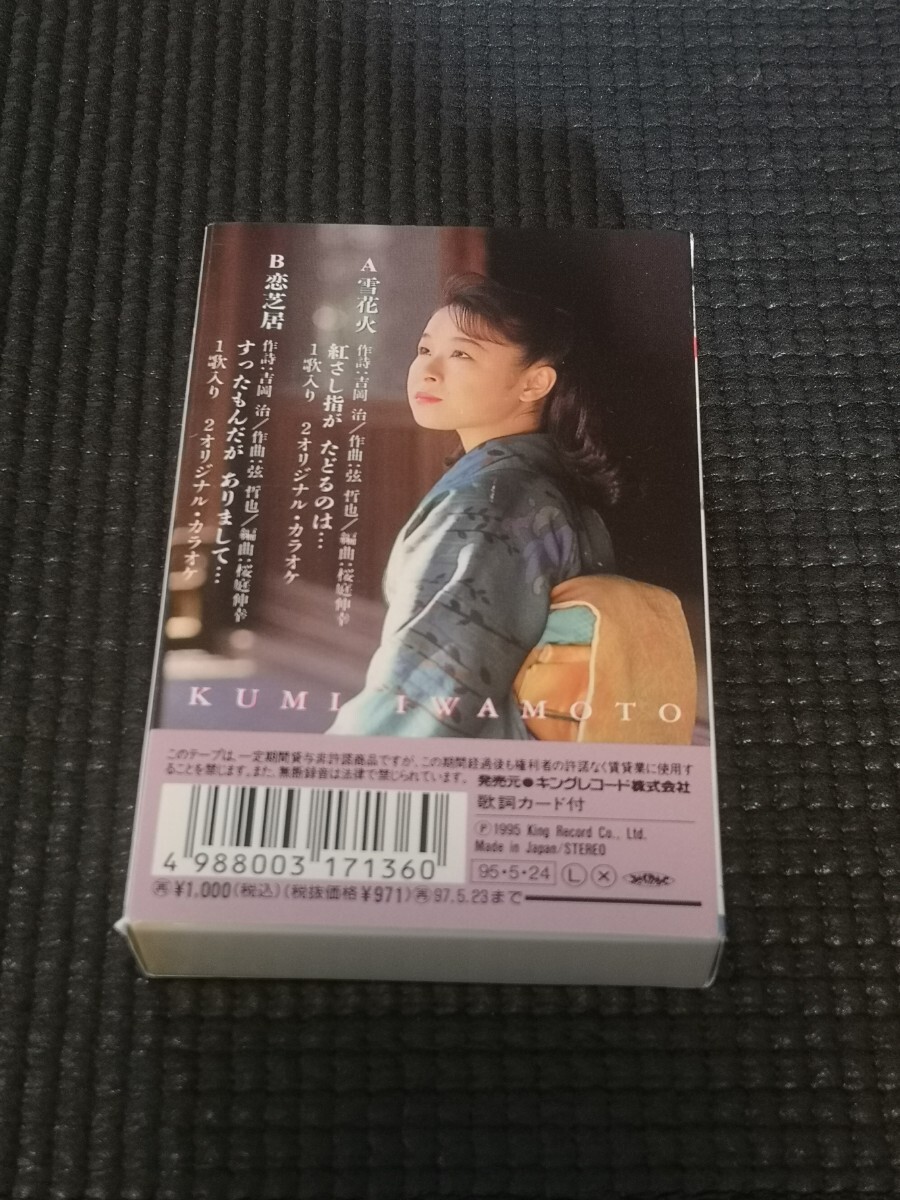 A 雪花火
作詩:吉岡 治/作曲:弦 哲也/編曲:桜庭伸幸
紅さし指が たどるのは…
1歌入り 2オリジナル・カラオケ
B 恋芝居
作詩:吉岡 治/作曲:弦 哲也/編曲:桜庭伸幸
すったもんだが ありまして…
1歌入り 2オリジナル・カラオケ
KUMI IWAMOTO
このテープは、一定期間貸与非許諾商品ですが、この期間経過後も権利者の許諾なく賃貸業に使用す
ることを禁じます。また、無断録音は法律で禁じられています。 発売元●キングレコード株式会社
歌詞カード付
Ⓟ1995 King Record Co., Ltd.
Made in Japan/STEREO
95・5・24 Ⓛ Ⓧ
4 988003 171360
㊢¥1,000(税込)(税抜価格¥971)㊢97.5.23まで